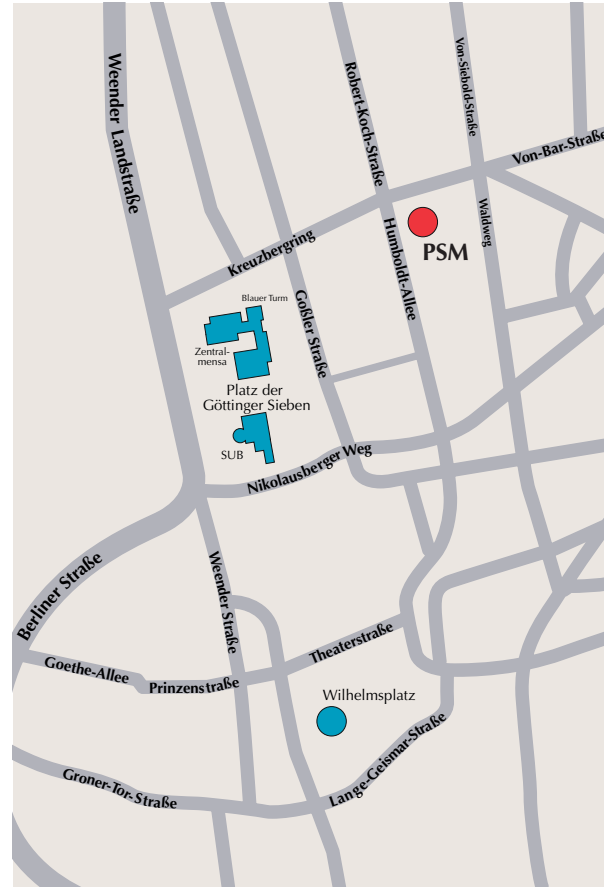 Weender Landstraße
Robert-Koch-Straße
Von-Siebold-Straße
Von-Bar-Straße
Waldweg
PSM
Humboldt-Allee
Kreuzbergring
Goßler Straße
Blauer Turm
Zentral-
mensa
Platz der
Göttinger Sieben
SUB
Nikolausberger Weg
Berliner Straße
Weender Straße
Theaterstraße
Goethe-Allee
Prinzenstraße
Wilhelmsplatz
Groner-Tor-Straße
Lange-Geismar-Straße